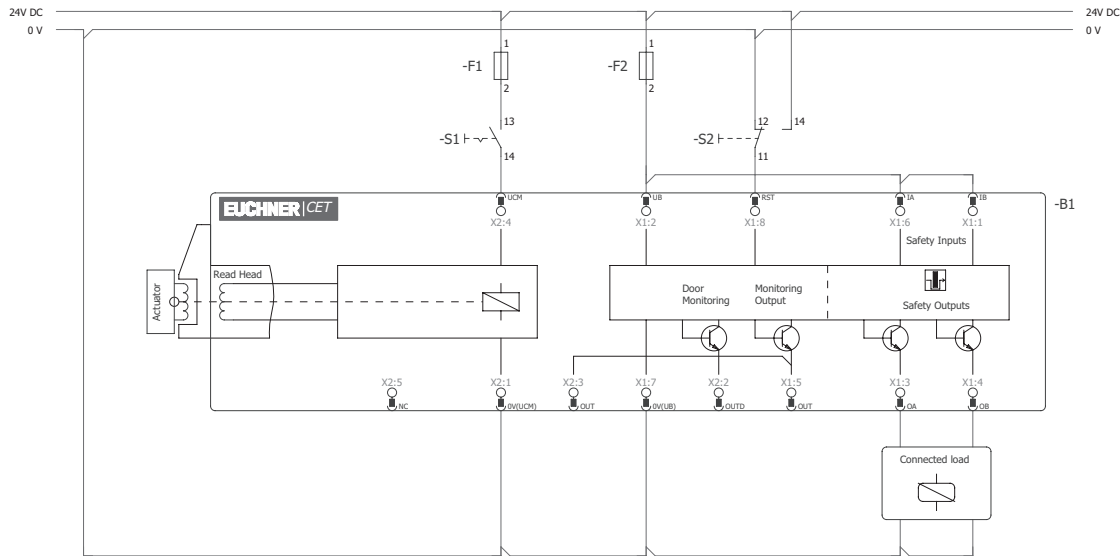 24V DC
24V DC
0 V
0 V
1
1
-F1
-F2
2
2
13
12
14
-S1
-S2
14
11
UCM
UB
RST
IA
IB
EUCHNER CET
-B1
X2:4
X1:2
X1:8
X1:6
X1:1
Safety Inputs
Read Head
Actuator
Door
Monitoring
Monitoring
Output
Safety Outputs
X2:5
X2:1
X2:3
X1:7
X2:2
X1:5
X1:3
X1:4
NC
0V(UCM)
OUT
0V(UB)
OUTD
OUT
OA
OB
Connected load